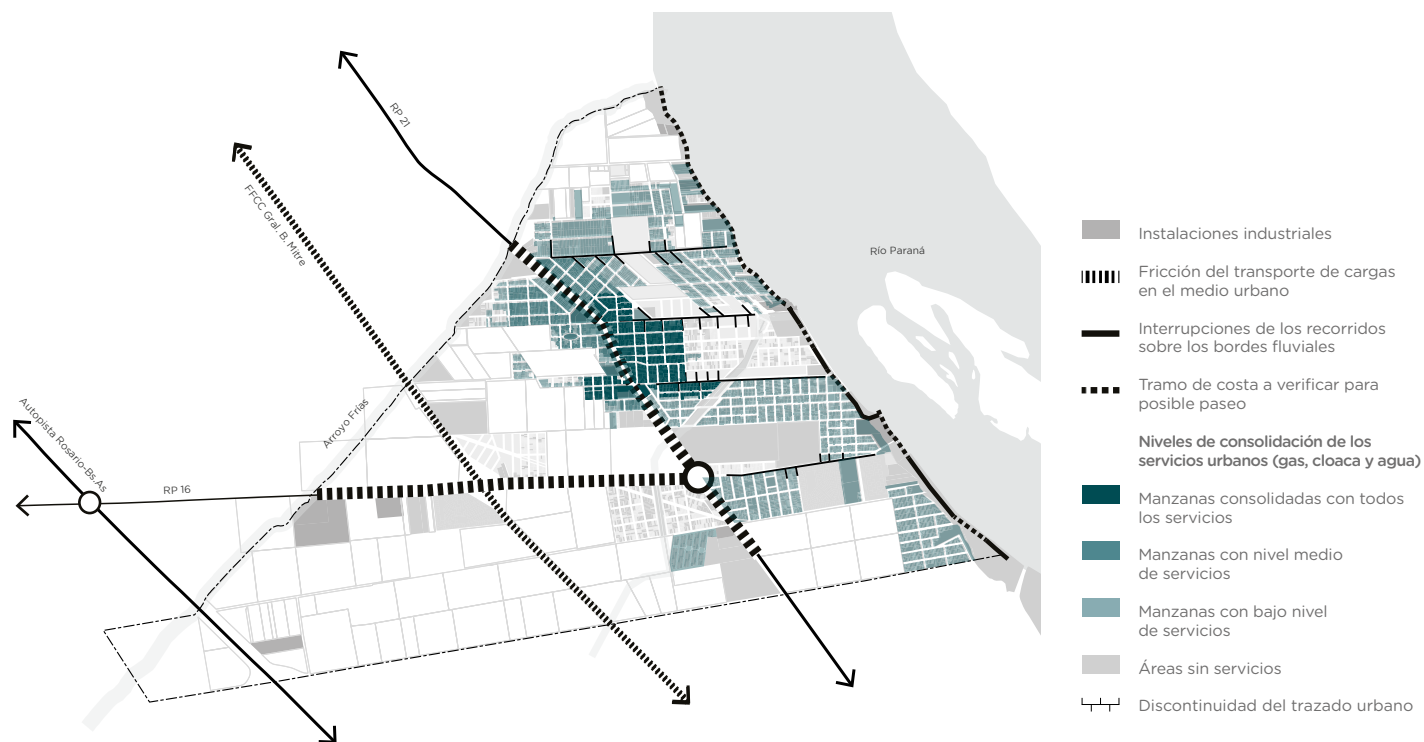 RP 21
FFCC Gral. B. Mitre
Río Paraná
Arroyo Frías
Autopista Rosario-Bs.As
RP 16
Instalaciones industriales
Fricción del transporte de cargas
en el medio urbano
Interrupciones de los recorridos
sobre los bordes fluviales
Tramo de costa a verificar para
posible paseo
Niveles de consolidación de los
servicios urbanos (gas, cloaca y agua)
Manzanas consolidadas con todos
los servicios
Manzanas con nivel medio
de servicios
Manzanas con bajo nivel
de servicios
Áreas sin servicios
Discontinuidad del trazado urbano